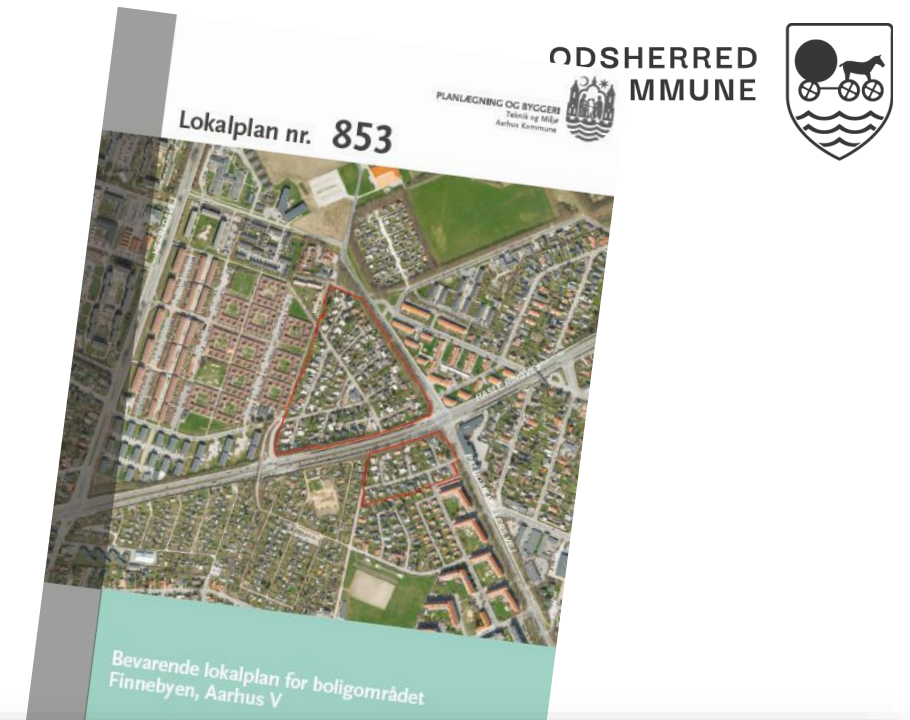 ODSHERRED
MMUNE
PLANLÆGNING OG BYGGERI
Teknik og Miljø
Aarhus Kommune
Lokalplan nr. 853
Bevarende lokalplan for boligområdet
Finnebyen, Aarhus V